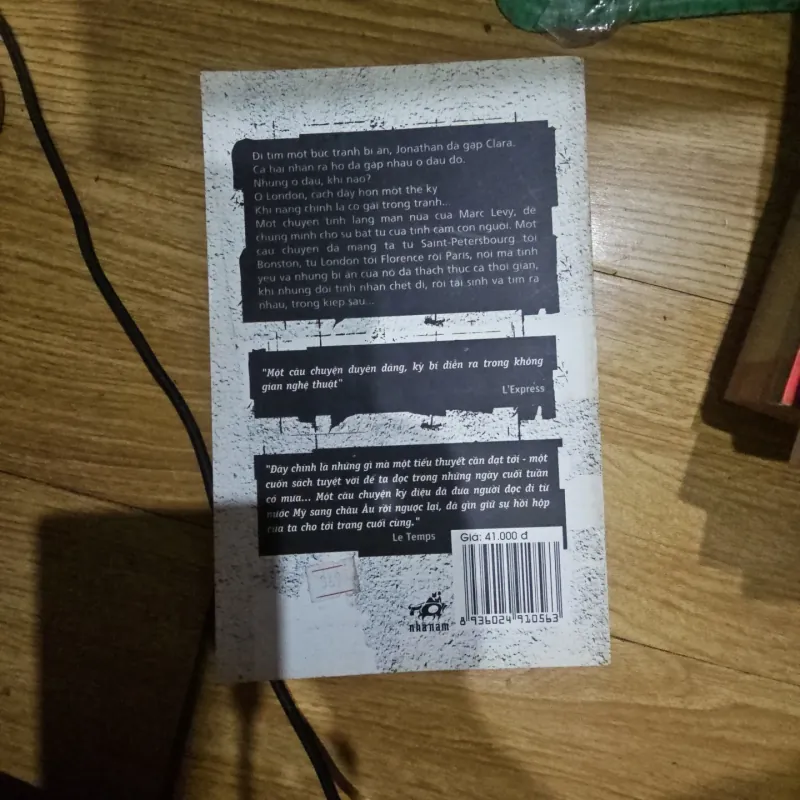 Đi tìm một bức tranh bí ẩn, Jonathan đã gặp Clara.
Cả hai nhận ra họ đã gặp nhau ở đâu đó.
Nhưng ở đâu, khi nào?
Ở London, cách đây hơn một thế kỷ
Khi nàng chính là cô gái trong tranh...
Một chuyện tình lãng mạn nữa của Marc Levy, để
chứng minh cho sự bất tử của tình cảm con người. Một
câu chuyện đã mang ta từ Saint-Petersbourg tới
Bonston, từ London tới Florence rồi Paris, nơi mà tình
yêu và những bí ẩn của nó đã thách thức cả thời gian,
khi những đôi tình nhân chết đi, rồi tái sinh và tìm ra
nhau, trong kiếp sau...
"Một câu chuyện duyên dáng, kỳ bí diễn ra trong không
gian nghệ thuật"
L'Express
"Đây chính là những gì mà một tiểu thuyết cần đạt tới - một
cuốn sách tuyệt vời để ta đọc trong những ngày cuối tuần
có mưa... Một câu chuyện kỳ diệu đã đưa người đọc đi từ
nước Mỹ sang châu Âu rồi ngược lại, đã gìn giữ sự hồi hộp
của ta cho tới trang cuối cùng."
Le Temps
Giá: 41.000 đ
8 936024 910563
nhã nam